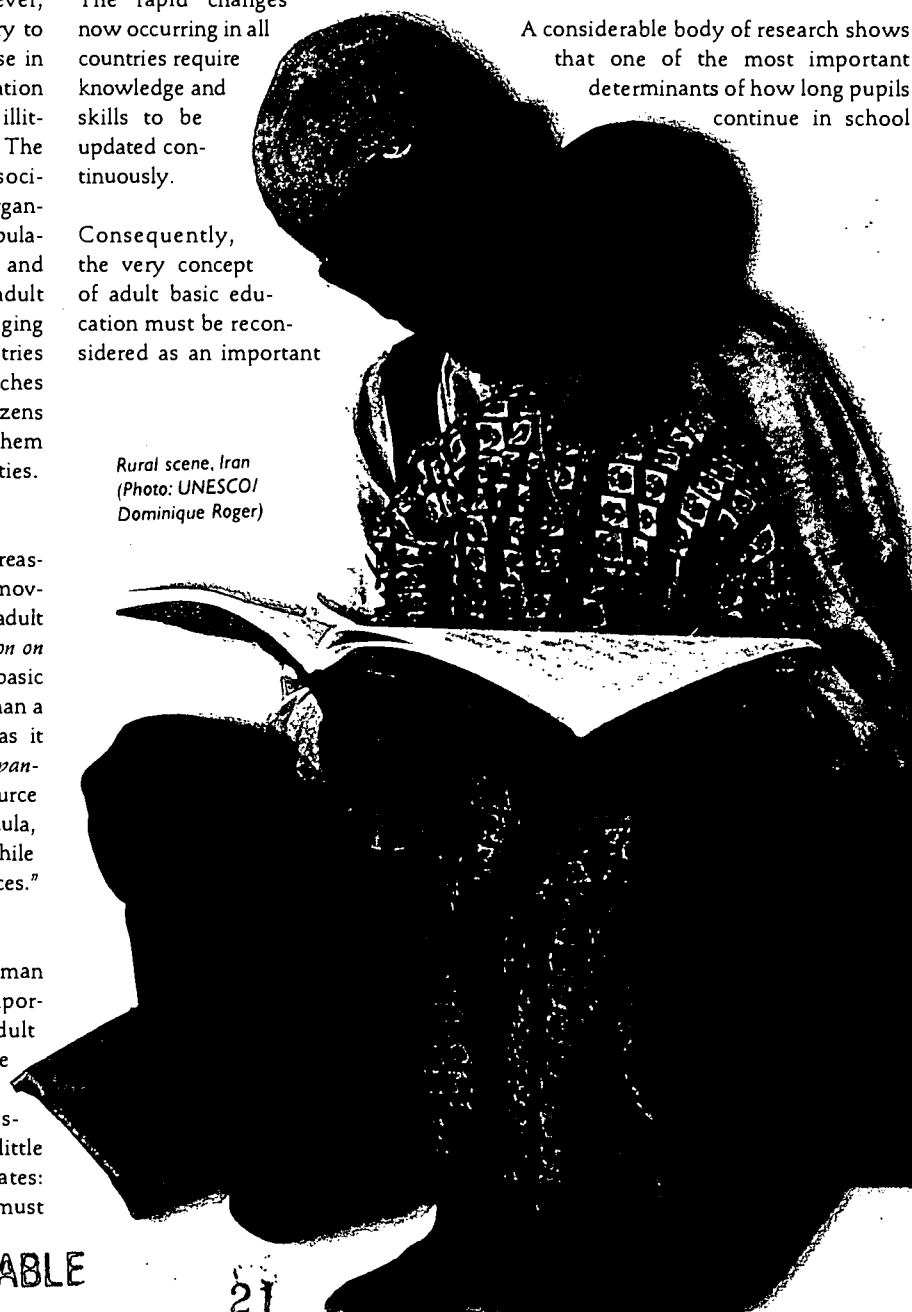 ever,
ry to
se in
ation
illit-
The
soci-
rgan-
pula-
and
adult
ging
tries
ches
zens
hem
ties.
reas-
mov-
adult
on on
basic
han a
as it
pan-
urce
ula,
hile
ces."
man
por-
dult
e
s-
little
ates:
must
ABLE
The rapid changes
now occurring in all
countries require
knowledge and
skills to be
updated con-
tinuously.
Consequently,
the very concept
of adult basic edu-
cation must be recon-
sidered as an important
Rural scene, Iran
(Photo: UNESCO/
Dominique Roger)
A considerable body of research shows
that one of the most important
determinants of how long pupils
continue in school
21